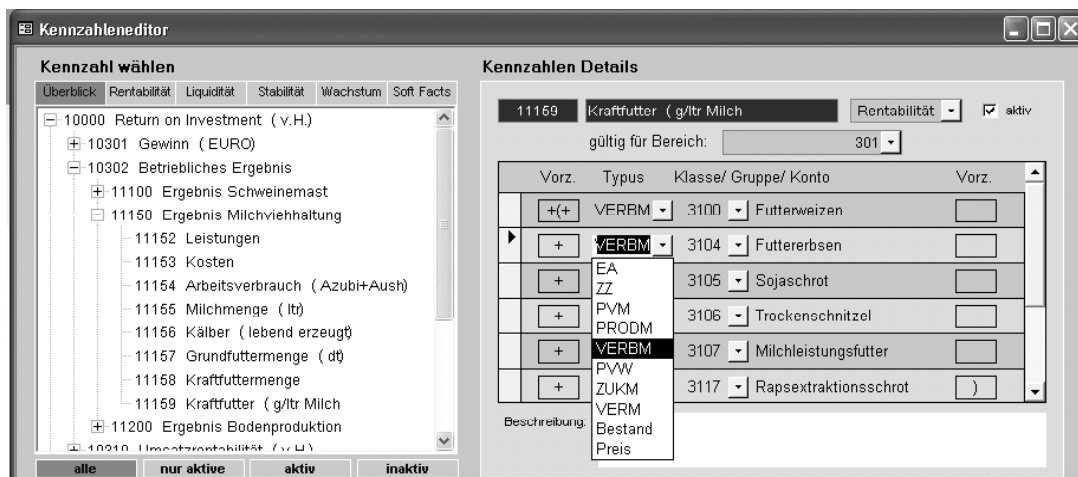 Kennzahleneditor
Kennzahl wählen
Überblick Rentabilität Liquidität Stabilität Wachstum Soft Facts
10000 Return on Investment ( v.H.)
10301 Gewinn ( EURO)
10302 Betriebliches Ergebnis
11100 Ergebnis Schweinemast
11150 Ergebnis Milchviehhaltung
11152 Leistungen
11153 Kosten
11154 Arbeitsverbrauch ( Azubi+Aush)
11155 Milchmenge ( ltr)
11156 Kälber ( lebend erzeugt)
11157 Grundfuttermenge ( dt)
11158 Kraftfuttermenge
11159 Kraftfutter ( g/ltr Milch
11200 Ergebnis Bodenproduktion
10310 Umsatzrentabilität ( v.H.)
alle nur aktive aktiv inaktiv
Kennzahlen Details
11159 Kraftfutter ( g/ltr Milch Rentabilität aktiv
gültig für Bereich: 301
Vorz. Typus Klasse/ Gruppe/ Konto Vorz.
+(+ VERBM 3100 Futterweizen
+ VERBM 3104 Futtererbsen
+ 3105 Sojaschrot
+ 3106 Trockenschnitzel
+ 3107 Milchleistungsfutter
+ 3117 Rapsextraktionsschrot )
EA
ZZ
PVM
PRODM
VERBM
PVW
ZUKM
VERM
Bestand
Preis
Beschreibung: